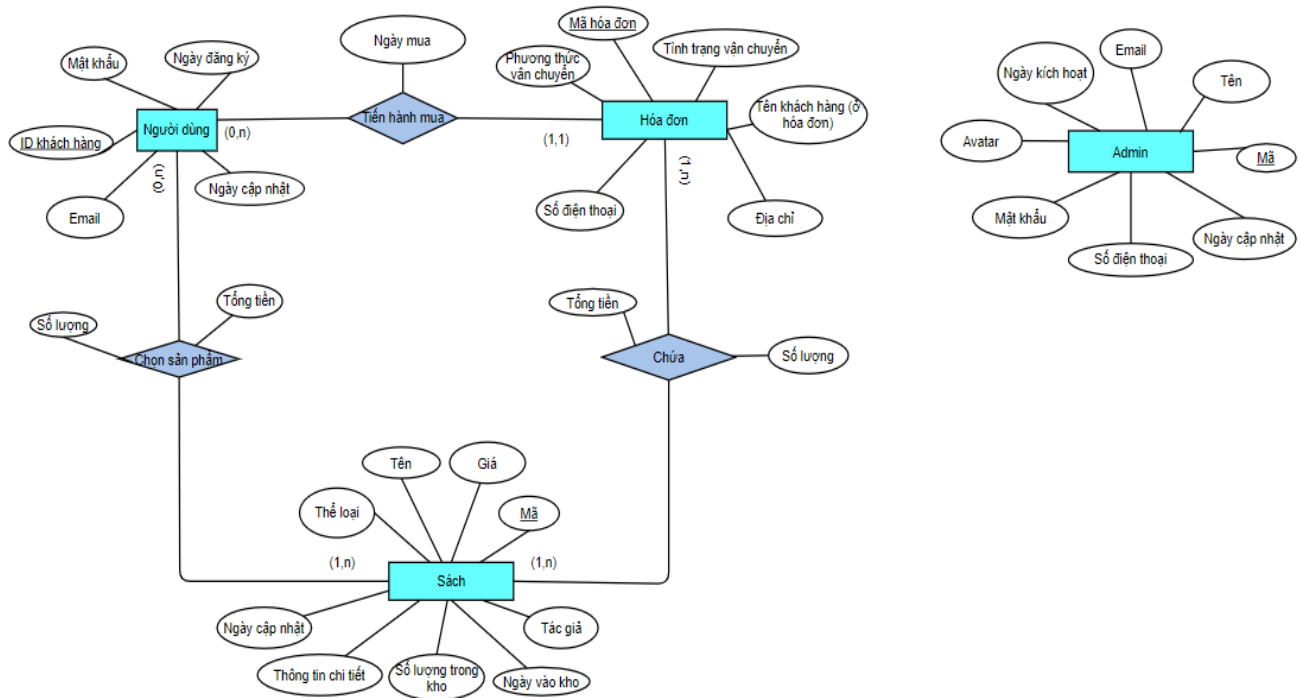 Ngày mua
Mã hóa đơn
Tình trạng vận chuyển
Phương thức
vân chuyển
Tên khách hàng (ở
hóa đơn)
Mật khẩu
Ngày đăng ký
Người dùng
(0,n)
Tiến hành mua
(1,1)
Hóa đơn
(1,n)
ID khách hàng
(0,n)
Ngày cập nhật
Email
Số điện thoại
Địa chỉ
Email
Ngày kích hoạt
Tên
Avatar
Admin
Mã
Mật khẩu
Ngày cập nhật
Số điện thoại
Số lượng
Tổng tiền
Chọn sản phẩm
Tổng tiền
Chứa
Số lượng
Tên
Giá
Thể loại
Mã
(1,n)
(1,n)
Sách
Ngày cập nhật
Tác giả
Thông tin chi tiết
Số lượng trong
kho
Ngày vào kho